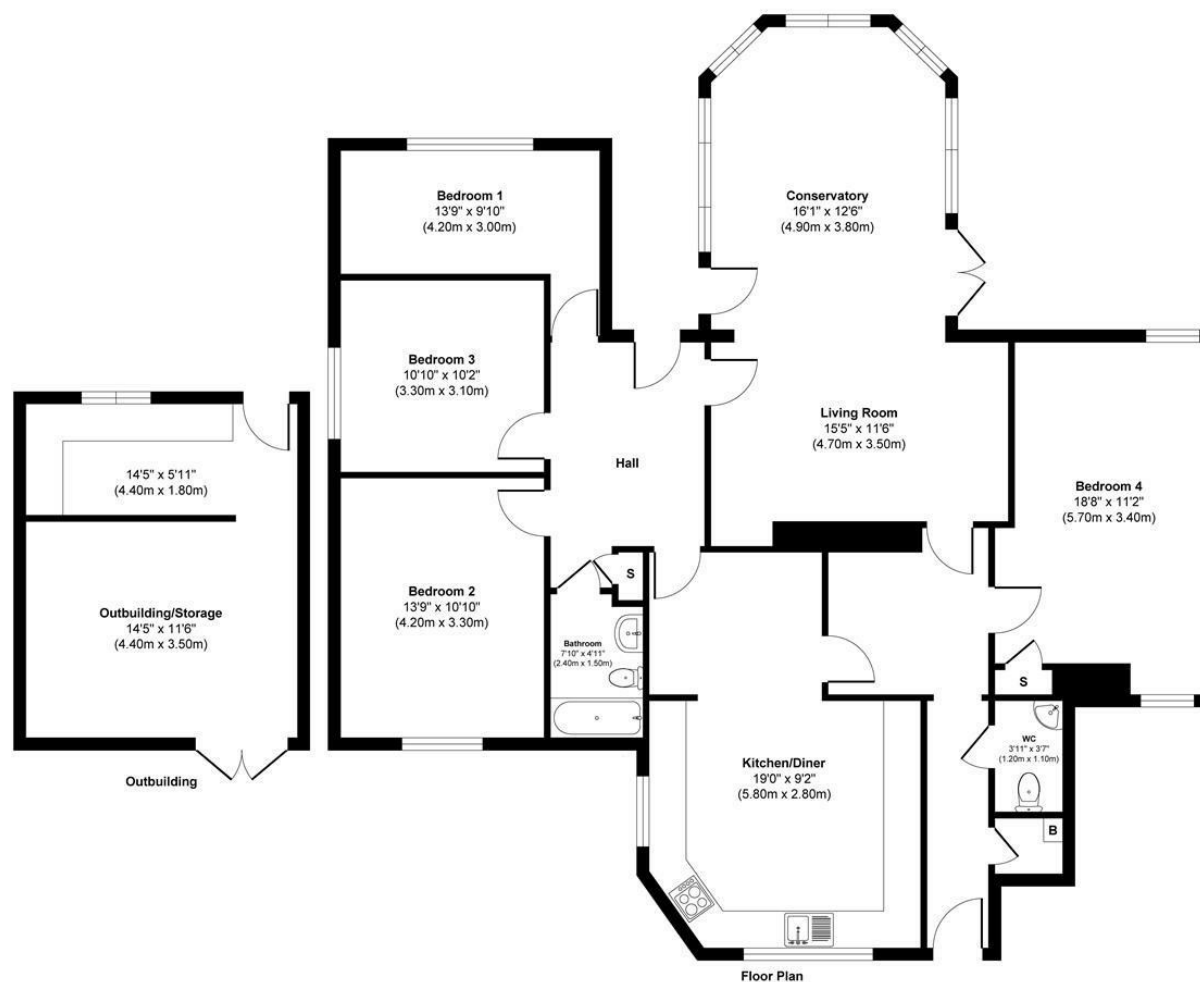 Bedroom 1
13'9" x 9'10"
(4.20m x 3.00m)
Conservatory
16'1" x 12'6"
(4.90m x 3.80m)
Bedroom 3
10'10" x 10'2"
(3.30m x 3.10m)
Living Room
15'5" x 11'6"
(4.70m x 3.50m)
Hall
14'5" x 5'11"
(4.40m x 1.80m)
Bedroom 4
18'8" x 11'2"
(5.70m x 3.40m)
S
Bedroom 2
13'9" x 10'10"
(4.20m x 3.30m)
Outbuilding/Storage
14'5" x 11'6"
(4.40m x 3.50m)
Bathroom
7'10" x 4'11"
(2.40m x 1.50m)
S
WC
3'11" x 3'7"
(1.20m x 1.10m)
Kitchen/Diner
19'0" x 9'2"
(5.80m x 2.80m)
Outbuilding
B
Floor Plan